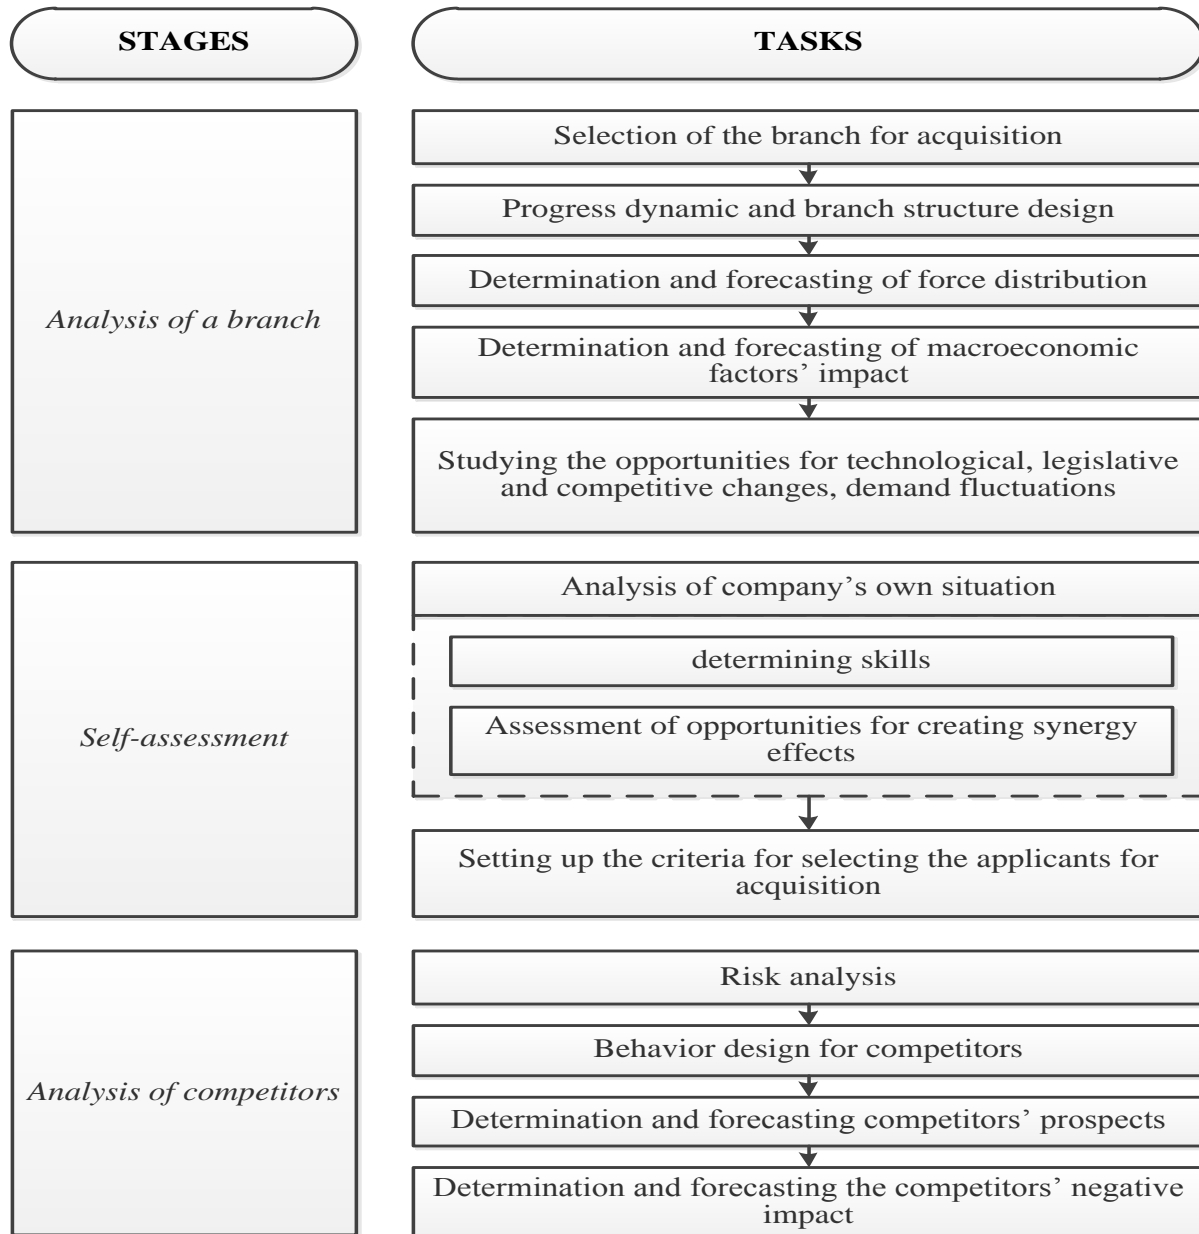 STAGES
TASKS
Analysis of a branch
Selection of the branch for acquisition
Progress dynamic and branch structure design
Determination and forecasting of force distribution
Determination and forecasting of macroeconomic
factors’ impact
Studying the opportunities for technological, legislative
and competitive changes, demand fluctuations
Self-assessment
Analysis of company’s own situation
determining skills
Assessment of opportunities for creating synergy
effects
Setting up the criteria for selecting the applicants for
acquisition
Analysis of competitors
Risk analysis
Behavior design for competitors
Determination and forecasting competitors’ prospects
Determination and forecasting the competitors’ negative
impact